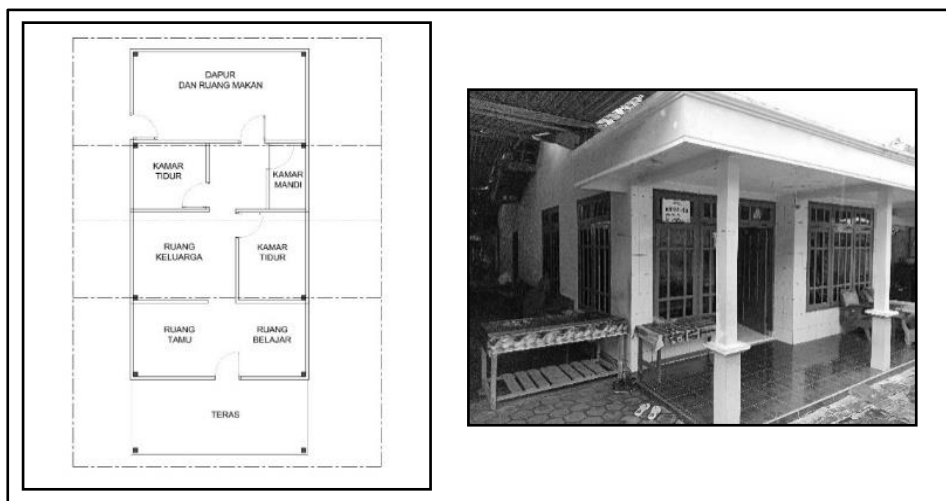 DAPUR
DAN RUANG MAKAN
KAMAR
TIDUR
KAMAR
MANDI
RUANG
KELUARGA
KAMAR
TIDUR
RUANG
TAMU
RUANG
BELAJAR
TERAS